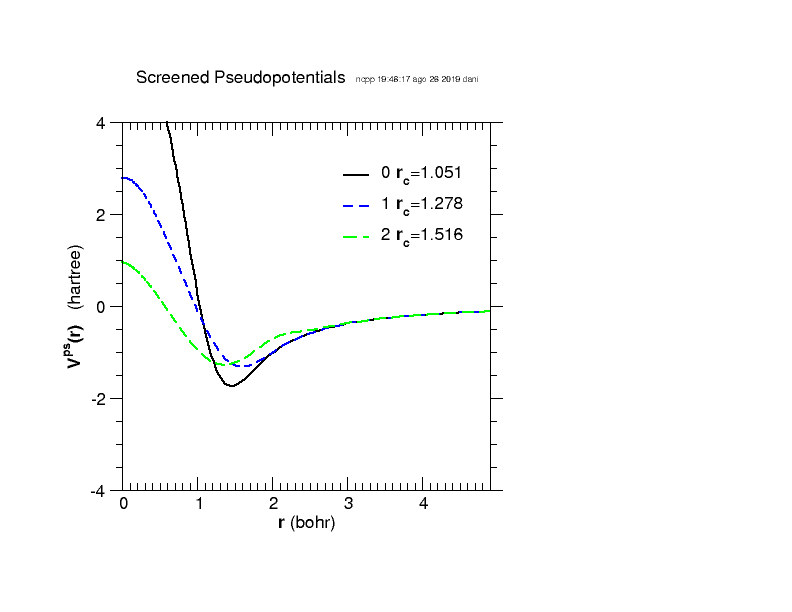 Screened Pseudopotentials ncpp 19:46:17 ago 26 2019 dani
4
2
0
-2
-4
V^ps(r) (hartree)
0 r_c=1.051
1 r_c=1.278
2 r_c=1.516
0 1 2 3 4
r (bohr)